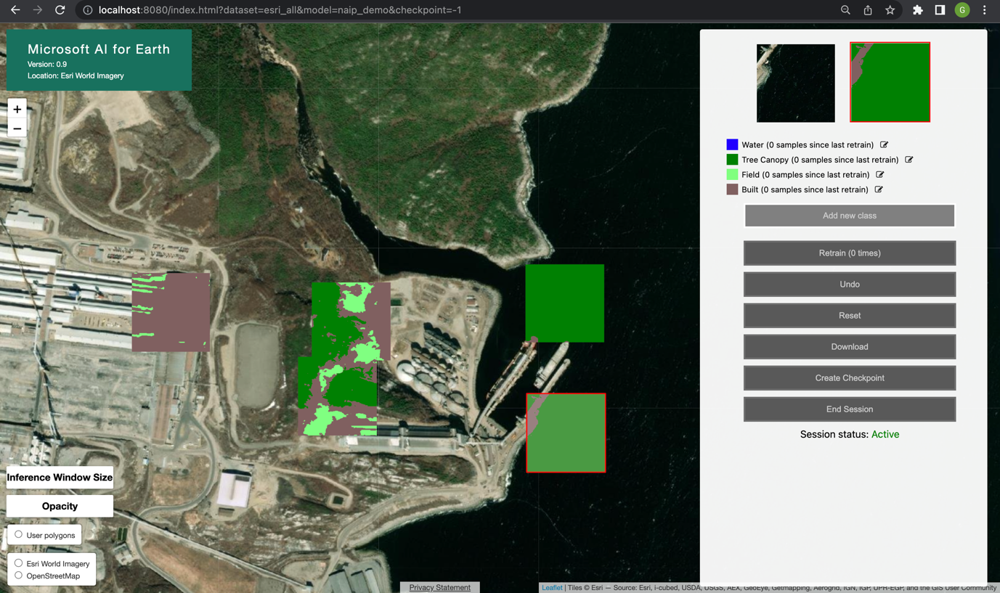 localhost:8080/index.html?dataset=esri_all&model=naip_demo&checkpoint=-1
G
Microsoft AI for Earth
Version: 0.9
Location: Esri World Imagery
+
−
Water (0 samples since last retrain)
Tree Canopy (0 samples since last retrain)
Field (0 samples since last retrain)
Built (0 samples since last retrain)
Add new class
Retrain (0 times)
Undo
Reset
Download
Create Checkpoint
End Session
Session status: Active
Inference Window Size
Opacity
User polygons
Esri World Imagery
OpenStreetMap
Privacy Statement
Leaflet | Tiles © Esri — Source: Esri, i-cubed, USDA, USGS, AEX, GeoEye, Getmapping, Aerogrid, IGN, IGP, UPR-EGP, and the GIS User Community